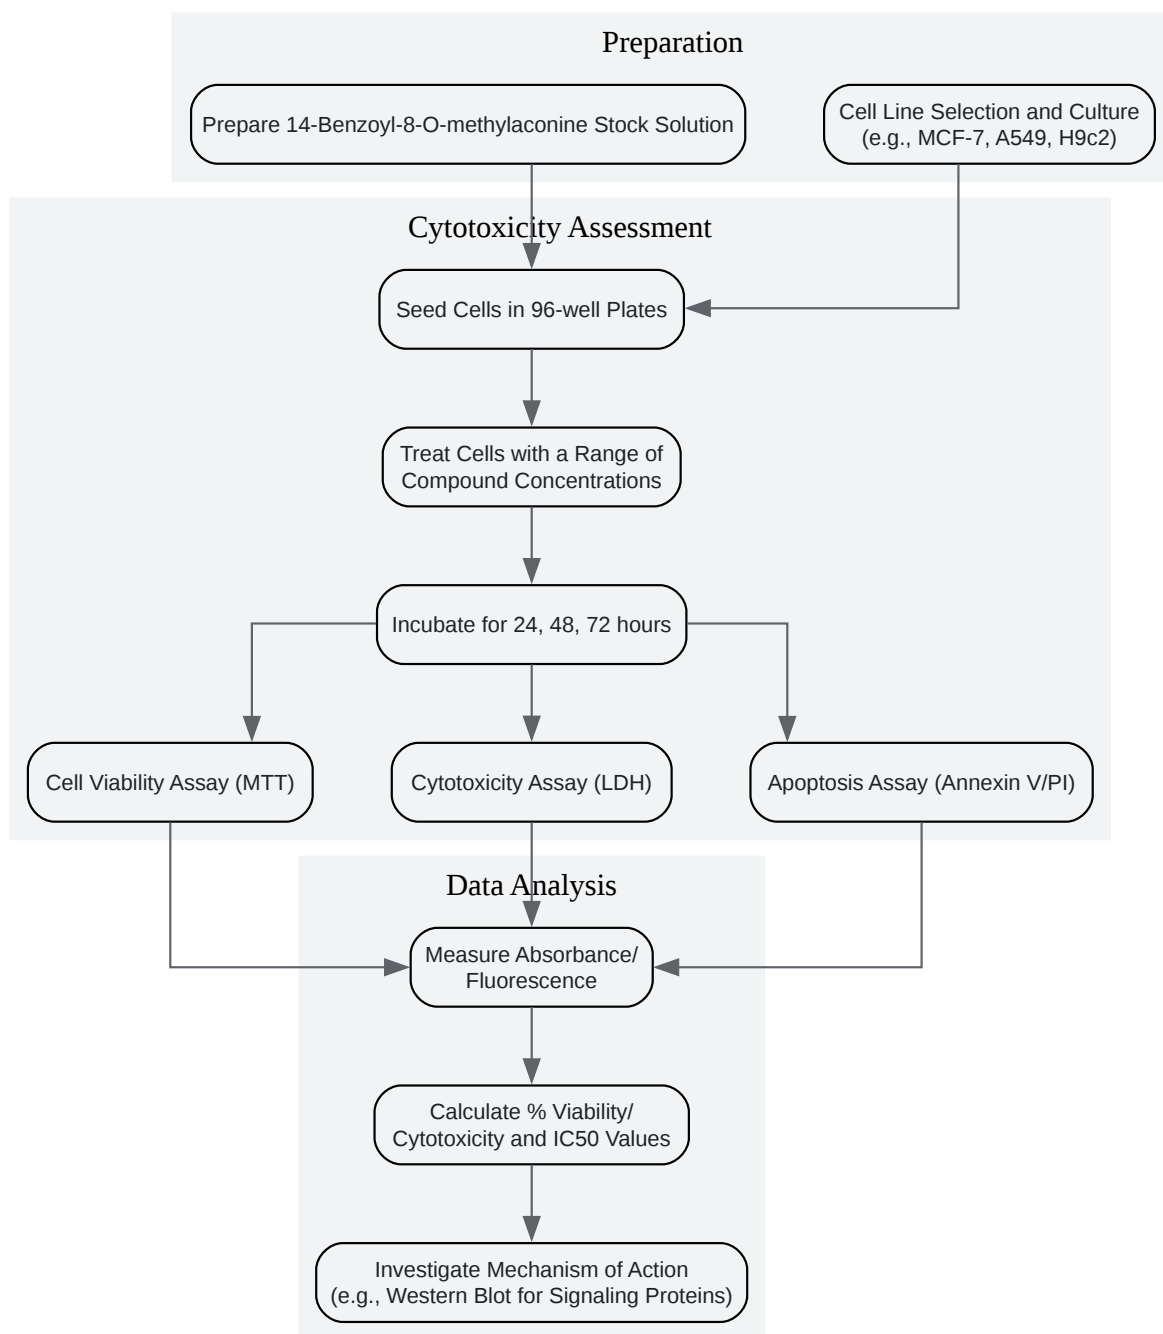 Preparation
Prepare 14-Benzoyl-8-O-methylaconine Stock Solution
Cell Line Selection and Culture
(e.g., MCF-7, A549, H9c2)
Cytotoxicity Assessment
Seed Cells in 96-well Plates
Treat Cells with a Range of
Compound Concentrations
Incubate for 24, 48, 72 hours
Cell Viability Assay (MTT)
Cytotoxicity Assay (LDH)
Apoptosis Assay (Annexin V/PI)
Data Analysis
Measure Absorbance/
Fluorescence
Calculate % Viability/
Cytotoxicity and IC50 Values
Investigate Mechanism of Action
(e.g., Western Blot for Signaling Proteins)